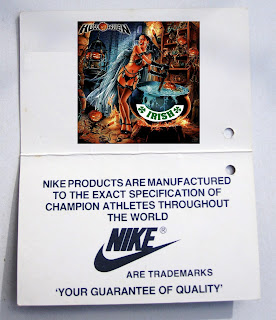 HELLOWEEN
IRISH
NIKE PRODUCTS ARE MANUFACTURED
TO THE EXACT SPECIFICATION OF
CHAMPION ATHLETES THROUGHOUT
THE WORLD
NIKE®
ARE TRADEMARKS
'YOUR GUARANTEE OF QUALITY'